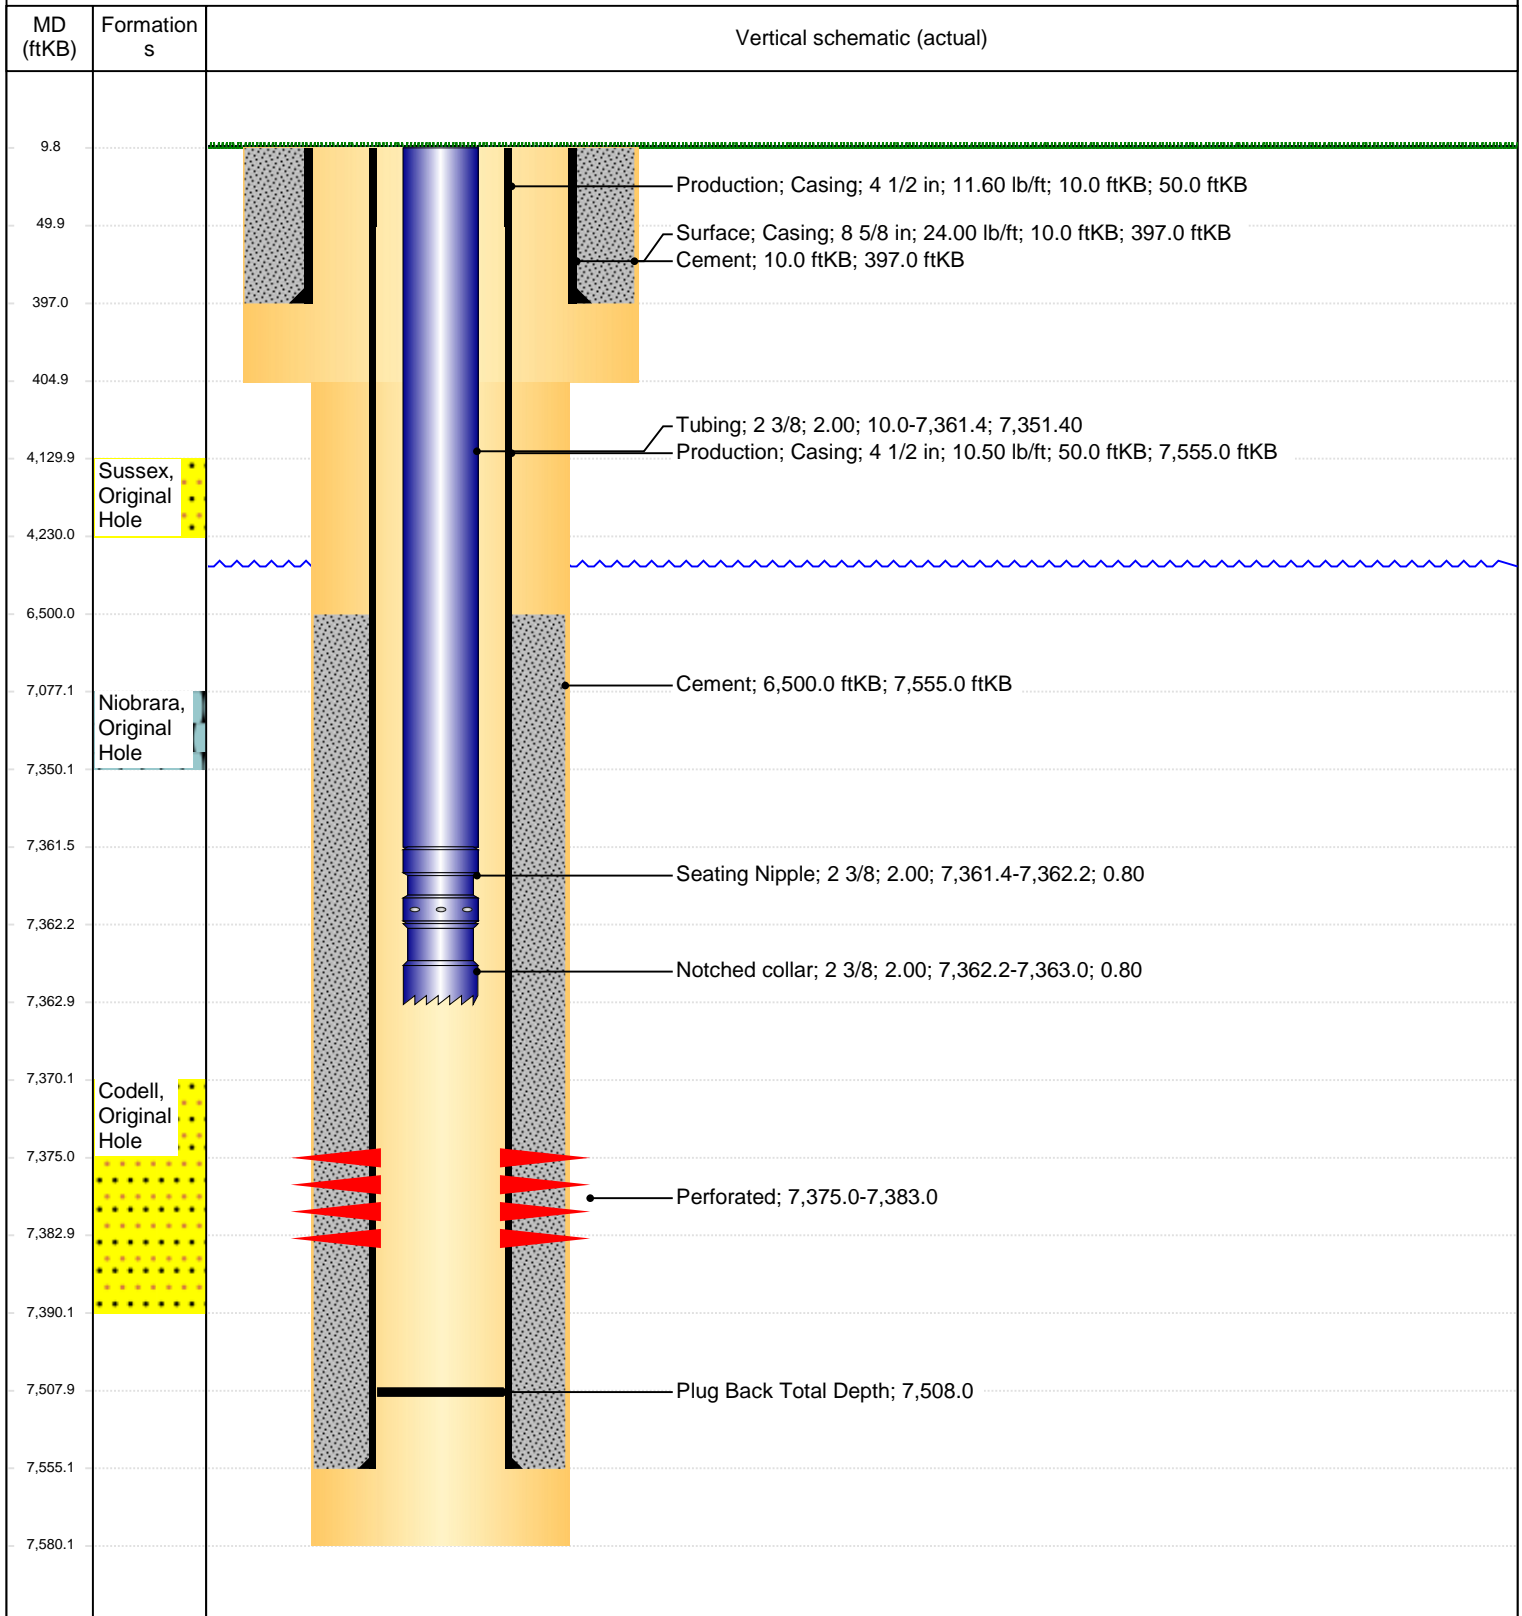 MD
(ftKB)
Formation
s
Vertical schematic (actual)
9.8
Production; Casing; 4 1/2 in; 11.60 lb/ft; 10.0 ftKB; 50.0 ftKB
49.9
Surface; Casing; 8 5/8 in; 24.00 lb/ft; 10.0 ftKB; 397.0 ftKB
Cement; 10.0 ftKB; 397.0 ftKB
397.0
404.9
Tubing; 2 3/8; 2.00; 10.0-7,361.4; 7,351.40
Production; Casing; 4 1/2 in; 10.50 lb/ft; 50.0 ftKB; 7,555.0 ftKB
4,129.9
Sussex,
Original
Hole
4,230.0
6,500.0
Cement; 6,500.0 ftKB; 7,555.0 ftKB
7,077.1
Niobrara,
Original
Hole
7,350.1
7,361.5
Seating Nipple; 2 3/8; 2.00; 7,361.4-7,362.2; 0.80
7,362.2
Notched collar; 2 3/8; 2.00; 7,362.2-7,363.0; 0.80
7,362.9
7,370.1
Codell,
Original
Hole
7,375.0
Perforated; 7,375.0-7,383.0
7,382.9
7,390.1
7,507.9
Plug Back Total Depth; 7,508.0
7,555.1
7,580.1